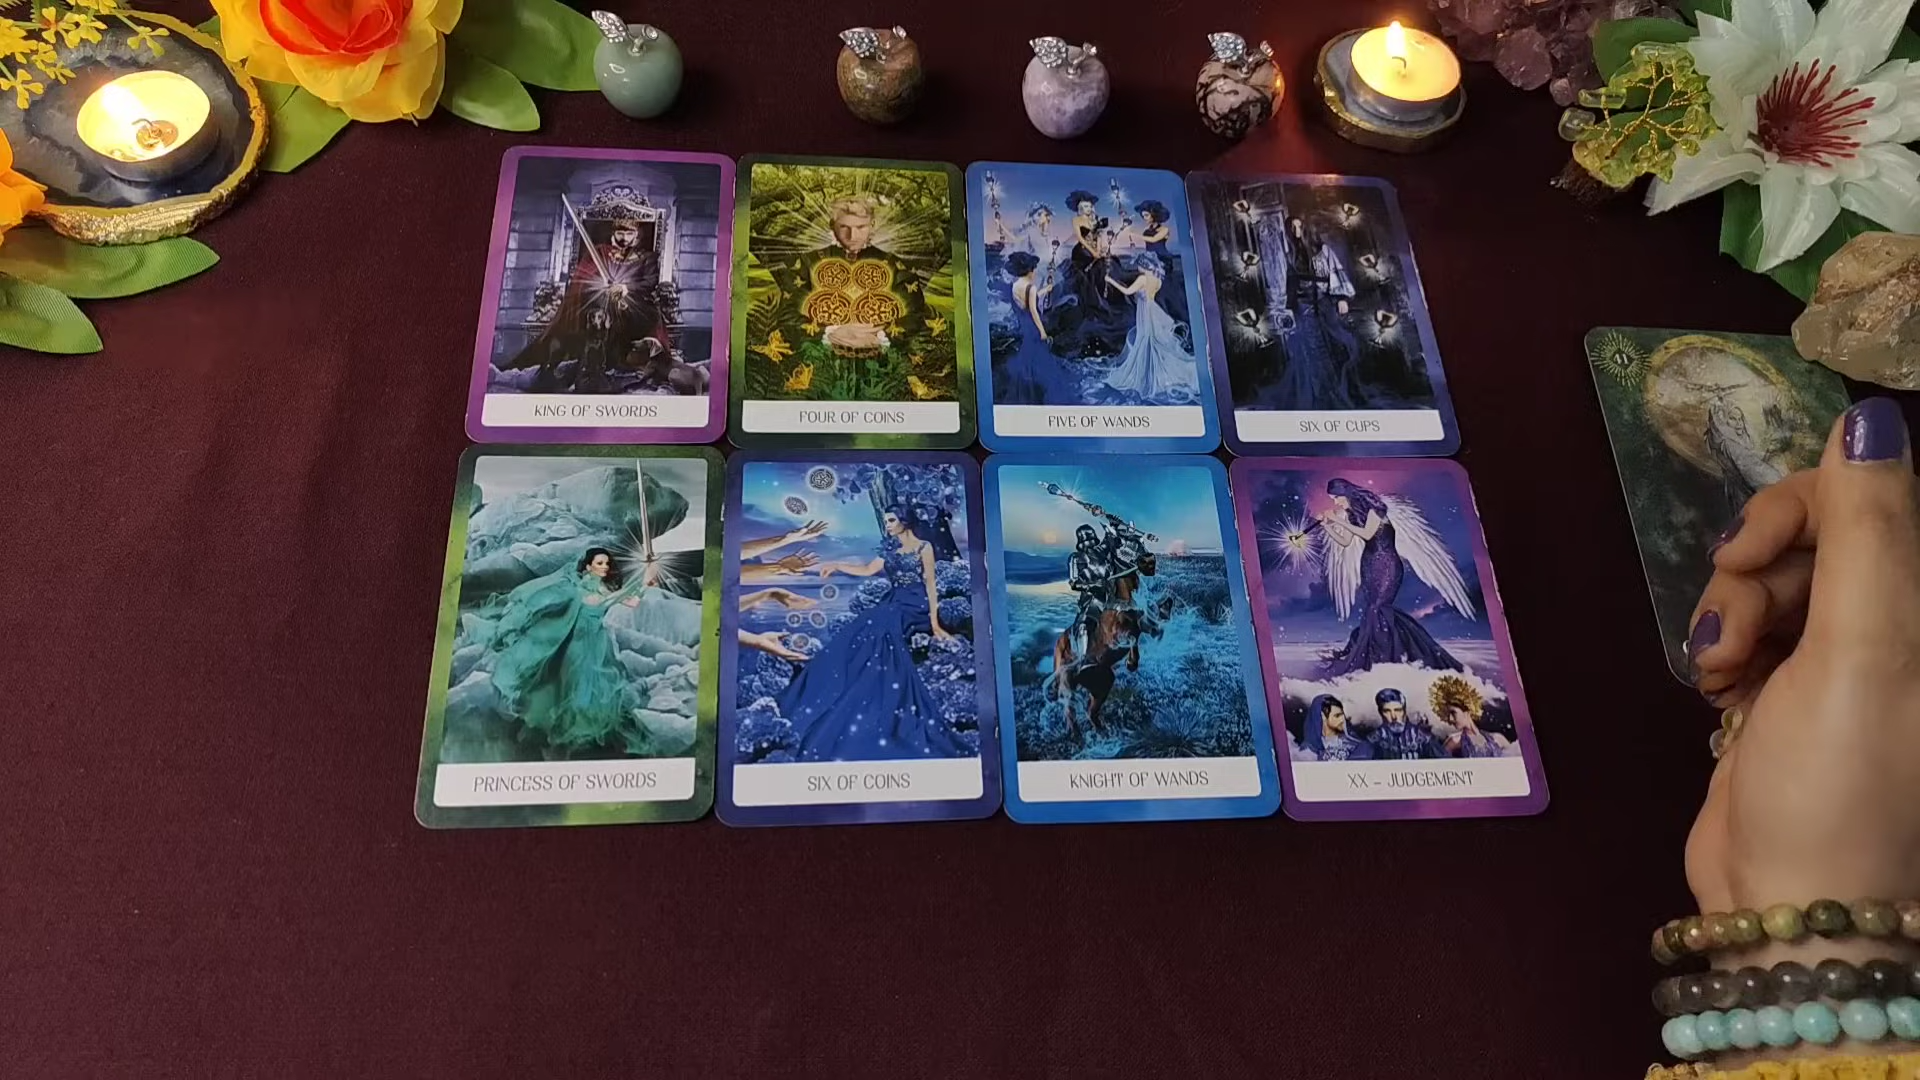 KING OF SWORDS
FOUR OF COINS
FIVE OF WANDS
SIX OF CUPS
41
PRINCESS OF SWORDS
SIX OF COINS
KNIGHT OF WANDS
XX – JUDGEMENT